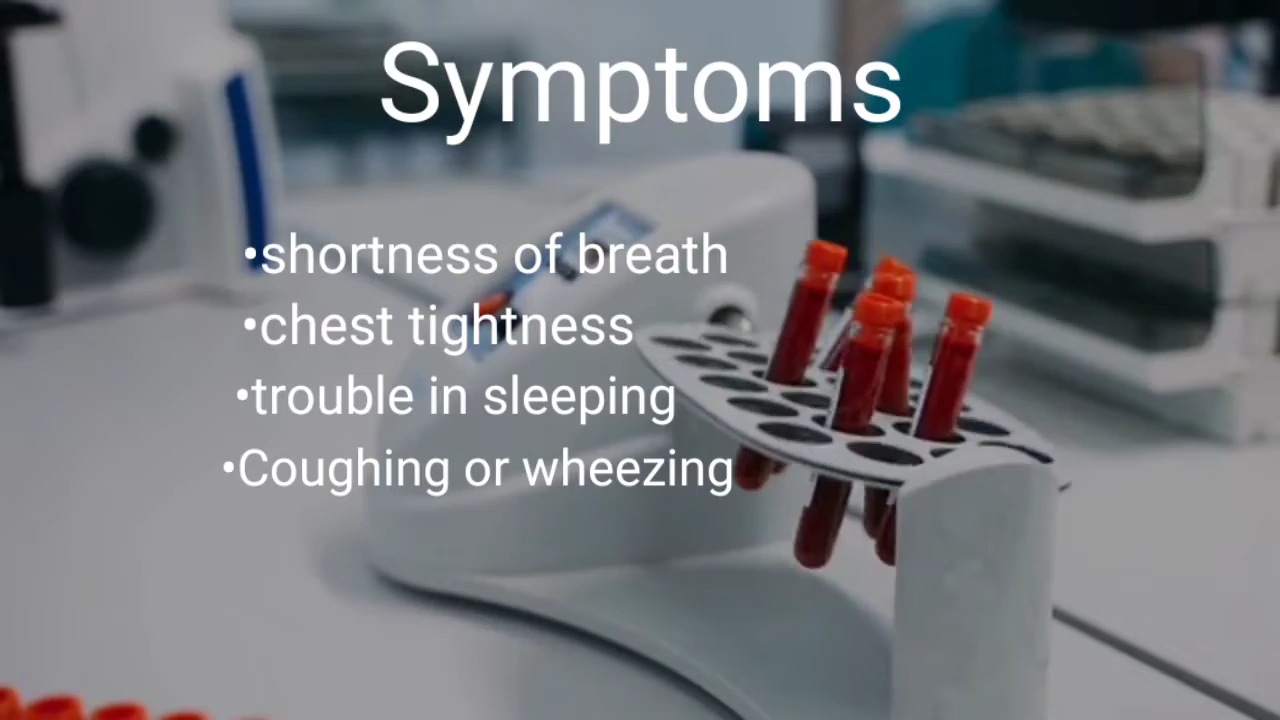 Symptoms
•shortness of breath
•chest tightness
•trouble in sleeping
•Coughing or wheezing